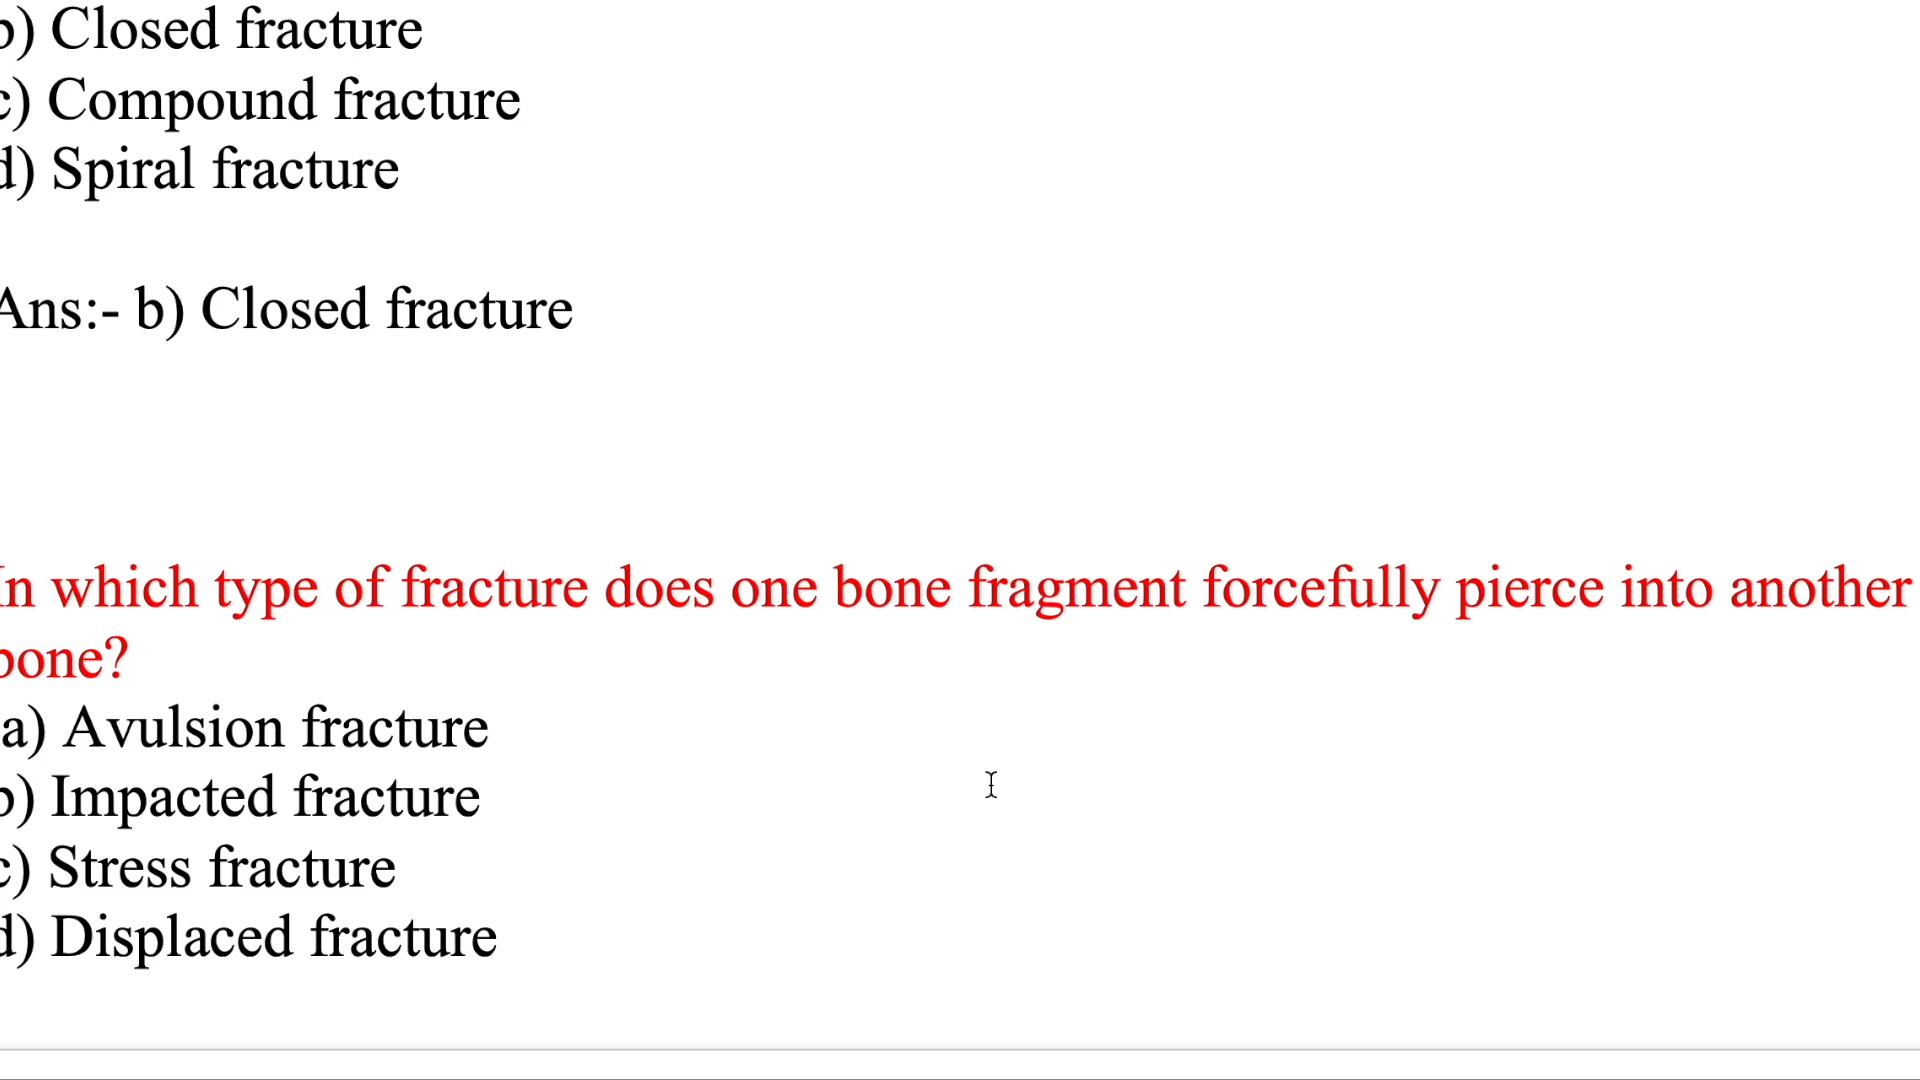 b) Closed fracture
c) Compound fracture
d) Spiral fracture
Ans:- b) Closed fracture
In which type of fracture does one bone fragment forcefully pierce into another
bone?
a) Avulsion fracture
b) Impacted fracture
c) Stress fracture
d) Displaced fracture